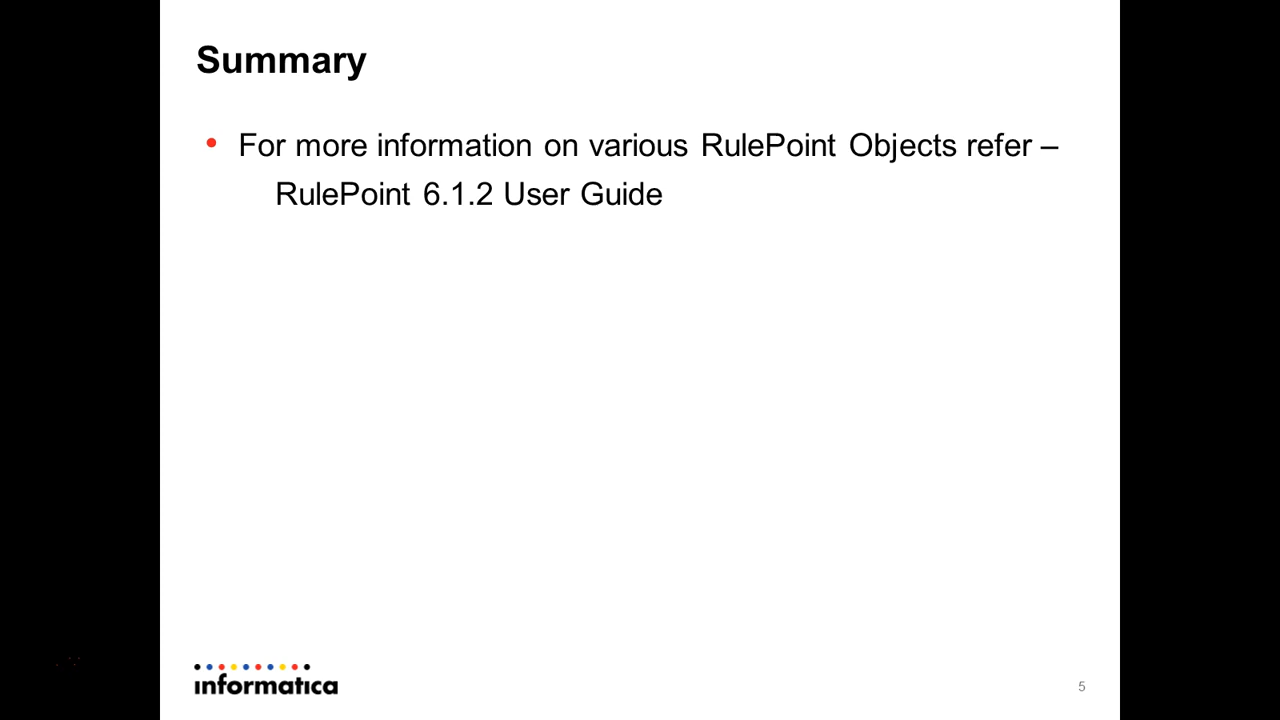 Summary
• For more information on various RulePoint Objects refer –
RulePoint 6.1.2 User Guide
informatica
5